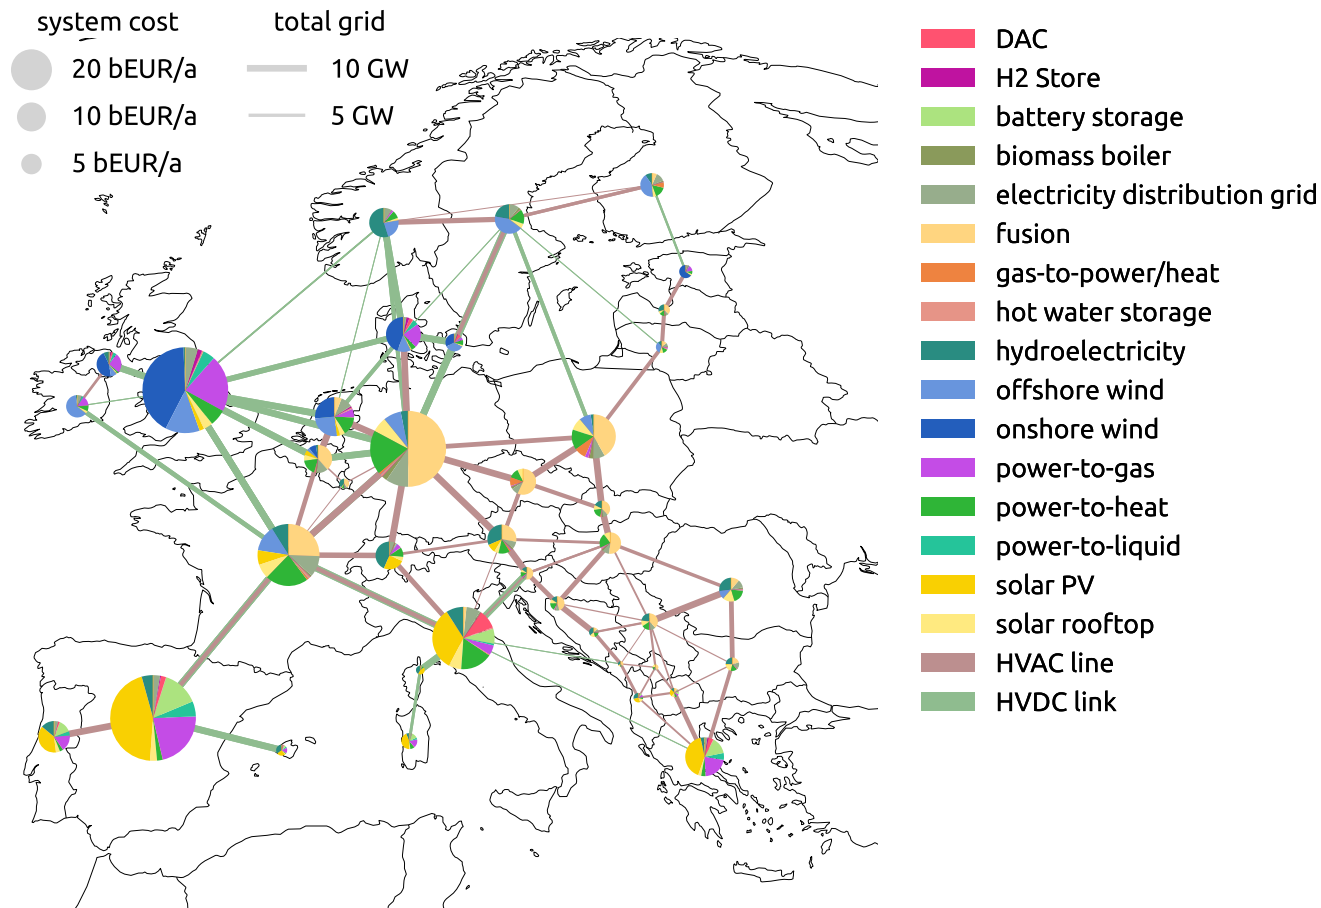 system cost
20 bEUR/a
10 bEUR/a
5 bEUR/a
total grid
10 GW
5 GW
DAC
H2 Store
battery storage
biomass boiler
electricity distribution grid
fusion
gas-to-power/heat
hot water storage
hydroelectricity
offshore wind
onshore wind
power-to-gas
power-to-heat
power-to-liquid
solar PV
solar rooftop
HVAC line
HVDC link